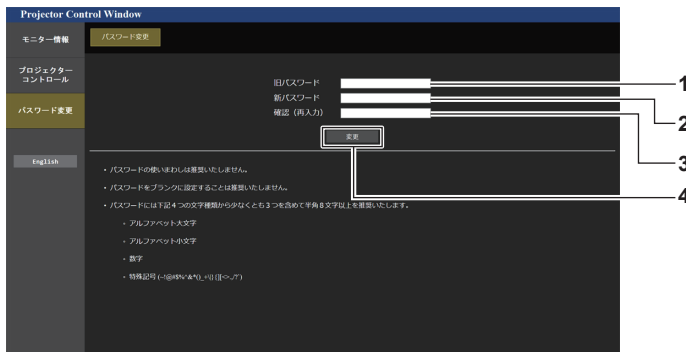 Projector Control Window
モニター情報
パスワード変更
プロジェクター
コントロール
旧パスワード
1
新パスワード
2
パスワード変更
確認（再入力）
3
変更
4
English
• パスワードの使いまわしは推奨いたしません。
• パスワードをブランクに設定することは推奨いたしません。
• パスワードには下記４つの文字種類から少なくとも３つを含めて半角８文字以上を推奨いたします。
• アルファベット大文字
• アルファベット小文字
• 数字